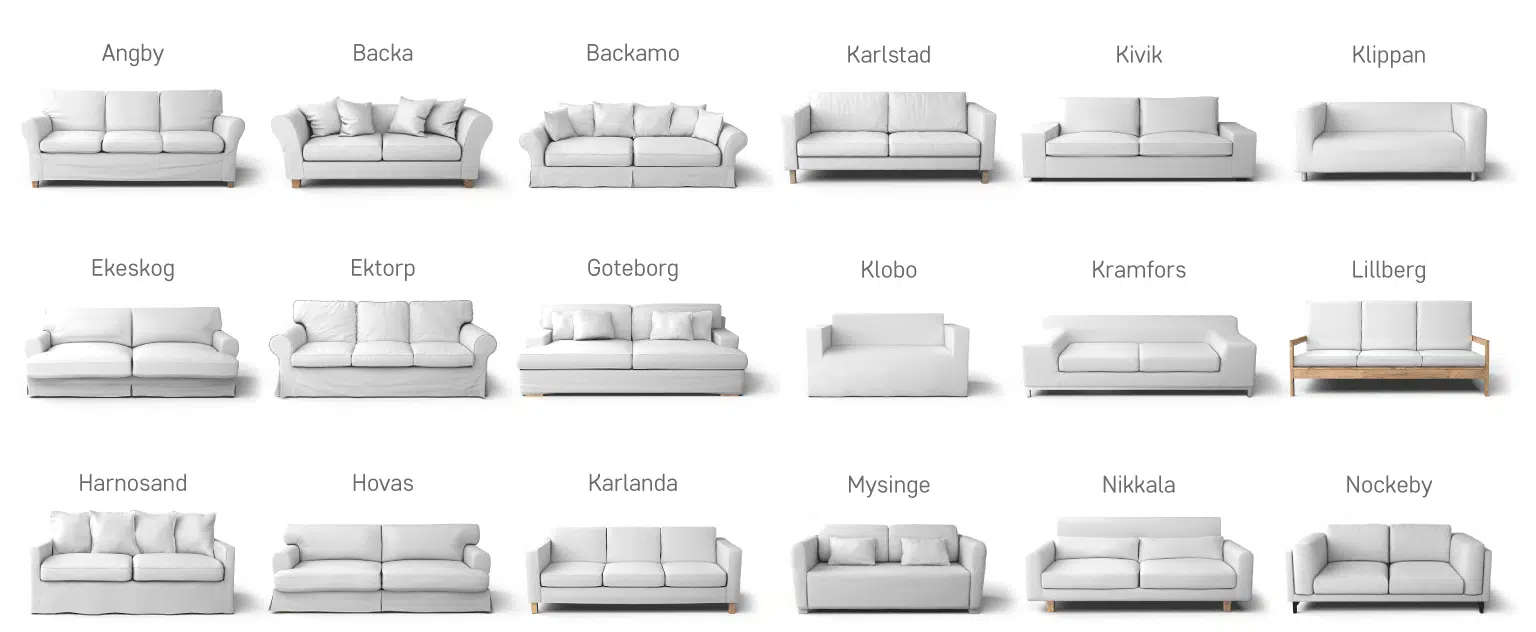 Angby
Backa
Backamo
Karlstad
Kivik
Klippan
Ekeskog
Ektorp
Goteborg
Klobo
Kramfors
Lillberg
Harnosand
Hovas
Karlanda
Mysinge
Nikkala
Nockeby